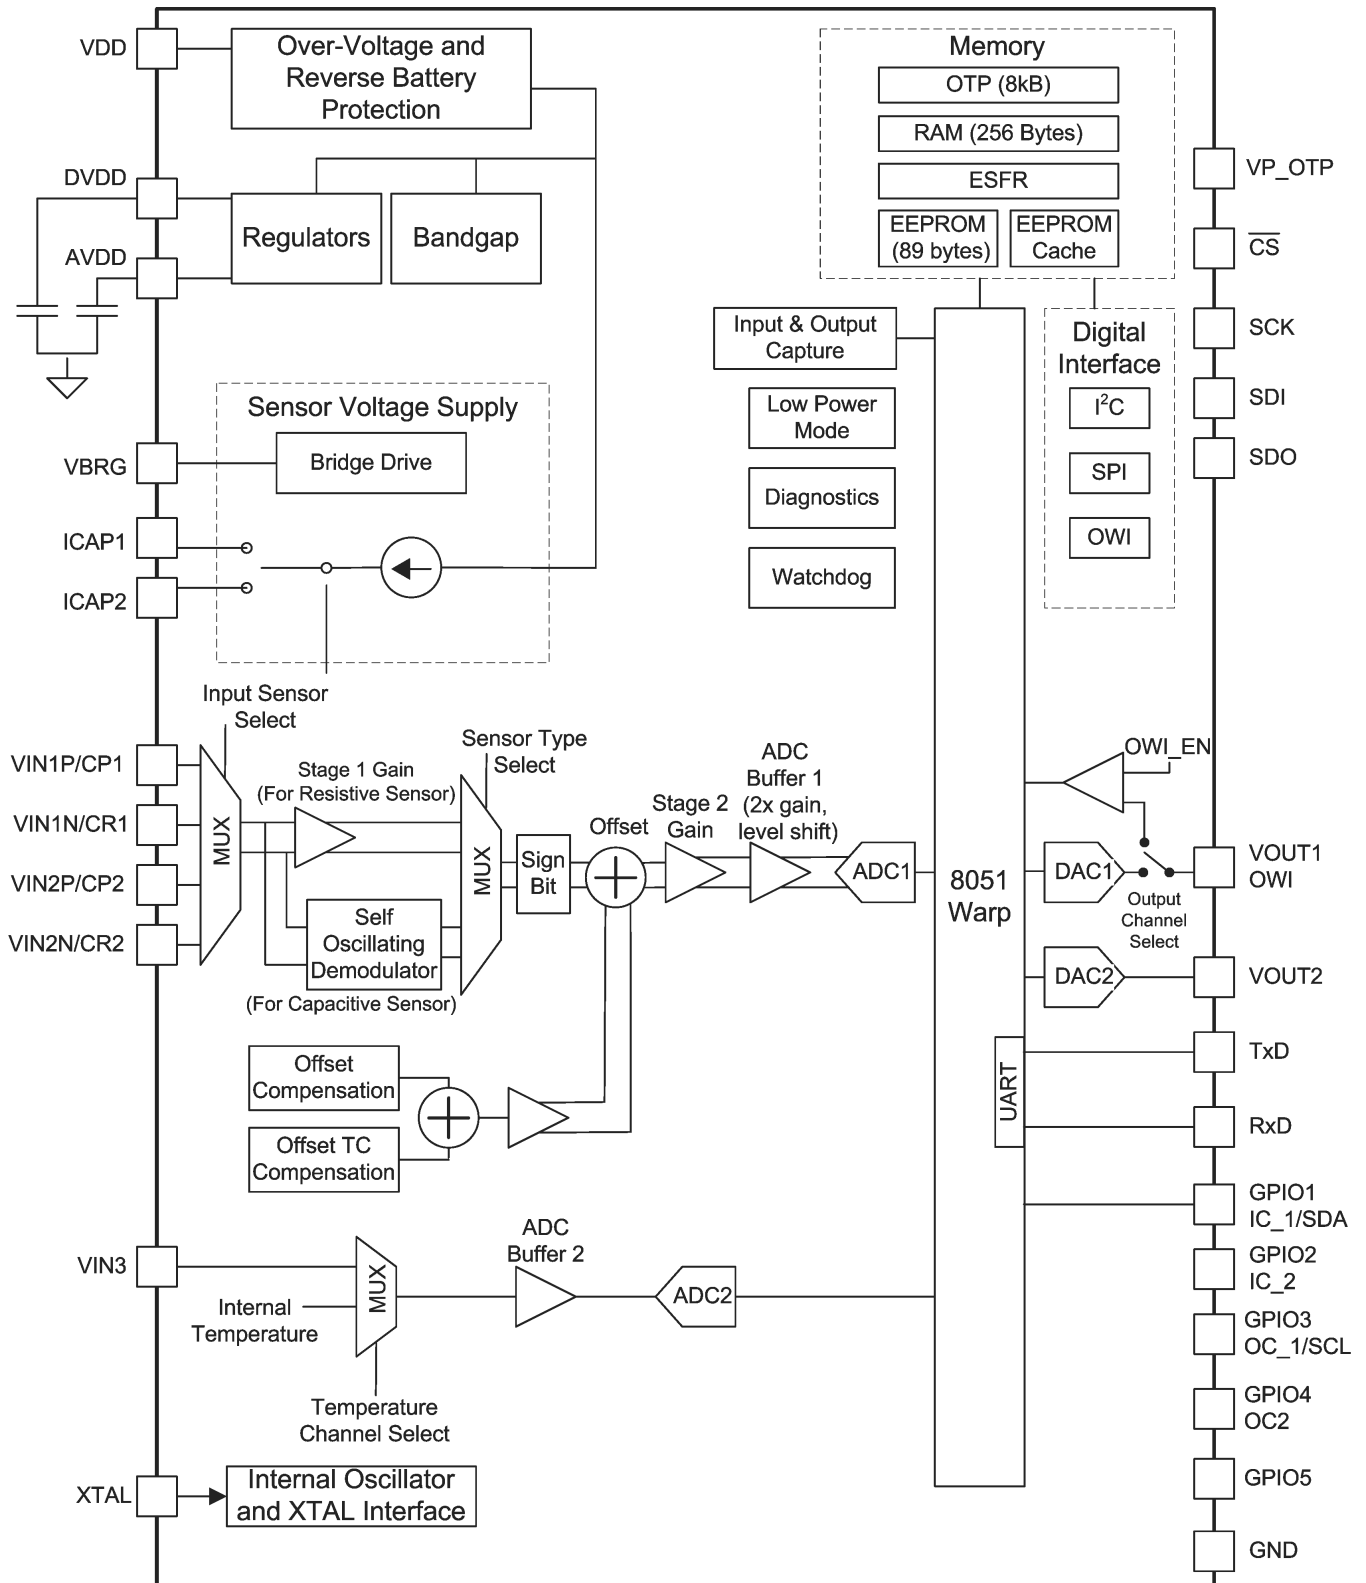 VDD
Over-Voltage and
Reverse Battery
Protection
DVDD
AVDD
Regulators
Bandgap
Memory
OTP (8kB)
RAM (256 Bytes)
ESFR
EEPROM
(89 bytes)
EEPROM
Cache
VP_OTP
CS
SCK
SDI
SDO
Input & Output
Capture
Low Power
Mode
Diagnostics
Watchdog
Digital
Interface
I²C
SPI
OWI
Sensor Voltage Supply
Bridge Drive
VBRG
ICAP1
ICAP2
Input Sensor
Select
VIN1P/CP1
VIN1N/CR1
VIN2P/CP2
VIN2N/CR2
MUX
Stage 1 Gain
(For Resistive Sensor)
Self
Oscillating
Demodulator
(For Capacitive Sensor)
Sensor Type
Select
MUX
Sign
Bit
Offset
Stage 2
Gain
ADC
Buffer 1
(2x gain,
level shift)
ADC1
8051
Warp
OWI_EN
DAC1
Output
Channel
Select
VOUT1
OWI
DAC2
VOUT2
UART
TxD
RxD
Offset
Compensation
Offset TC
Compensation
GPIO1
IC_1/SDA
GPIO2
IC_2
GPIO3
OC_1/SCL
GPIO4
OC2
GPIO5
GND
VIN3
Internal
Temperature
MUX
ADC
Buffer 2
ADC2
Temperature
Channel Select
XTAL
Internal Oscillator
and XTAL Interface